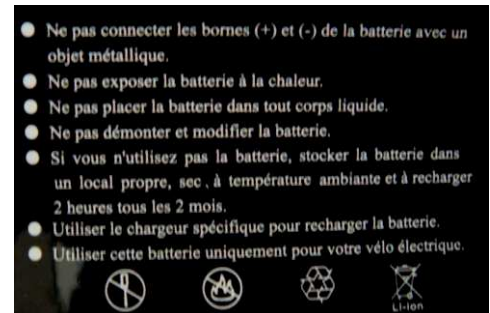 ● Ne pas connecter les bornes (+) et (-) de la batterie avec un
objet métallique.
● Ne pas exposer la batterie à la chaleur.
● Ne pas placer la batterie dans tout corps liquide.
● Ne pas démonter et modifier la batterie.
● Si vous n'utilisez pas la batterie, stocker la batterie dans
un local propre, sec , à température ambiante et à recharger
2 heures tous les 2 mois.
● Utiliser le chargeur spécifique pour recharger la batterie.
● Utiliser cette batterie uniquement pour votre vélo électrique.
Li-Ion